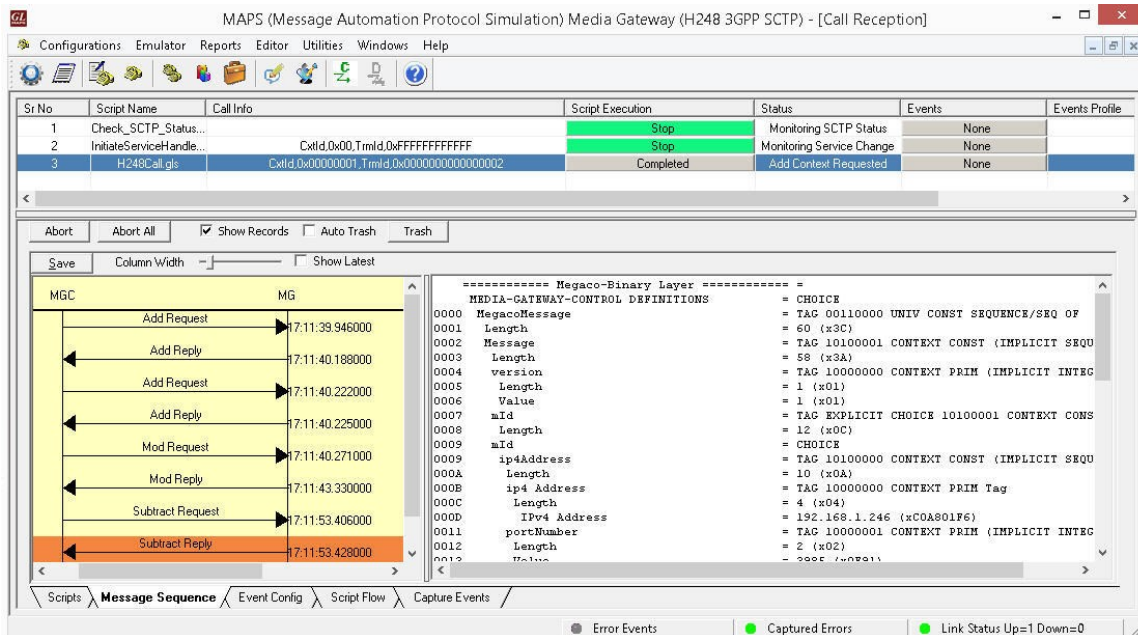 GL
MAPS (Message Automation Protocol Simulation) Media Gateway (H248 3GPP SCTP) - [Call Reception]
Configurations Emulator Reports Editor Utilities Windows Help
Sr No Script Name Call Info Script Execution Status Events Events Profile
1 Check_SCTP_Status... Stop Monitoring SCTP Status None
2 InitiateServiceHandle... CxtId,0x00,TrmId,0xFFFFFFFFFFFF Stop Monitoring Service Change None
3 H248Call.gls CxtId,0x00000001,TrmId,0x0000000000000002 Completed Add Context Requested None
Abort Abort All Show Records Auto Trash Trash
Save Column Width Show Latest
MGC MG
Add Request 17:11:39.946000
Add Reply 17:11:40.188000
Add Request 17:11:40.222000
Add Reply 17:11:40.225000
Mod Request 17:11:40.271000
Mod Reply 17:11:43.330000
Subtract Request 17:11:53.406000
Subtract Reply 17:11:53.428000
============ Megaco-Binary Layer ============ =
MEDIA-GATEWAY-CONTROL DEFINITIONS = CHOICE
0000 MegacoMessage = TAG 00110000 UNIV CONST SEQUENCE/SEQ OF
0001 Length = 60 (x3C)
0002 Message = TAG 10100001 CONTEXT CONST (IMPLICIT SEQU
0003 Length = 58 (x3A)
0004 version = TAG 10000000 CONTEXT PRIM (IMPLICIT INTEG
0005 Length = 1 (x01)
0006 Value = 1 (x01)
0007 mId = TAG EXPLICIT CHOICE 10100001 CONTEXT CONS
0008 Length = 12 (x0C)
0009 mId = CHOICE
0009 ip4Address = TAG 10100000 CONTEXT CONST (IMPLICIT SEQU
000A Length = 10 (x0A)
000B ip4 Address = TAG 10000000 CONTEXT PRIM Tag
000C Length = 4 (x04)
000D IPv4 Address = 192.168.1.246 (xC0A801F6)
0011 portNumber = TAG 10000001 CONTEXT PRIM (IMPLICIT INTEG
0012 Length = 2 (x02)
0013 Value = 3985 (x0F91)
Scripts Message Sequence Event Config Script Flow Capture Events
Error Events Captured Errors Link Status Up=1 Down=0